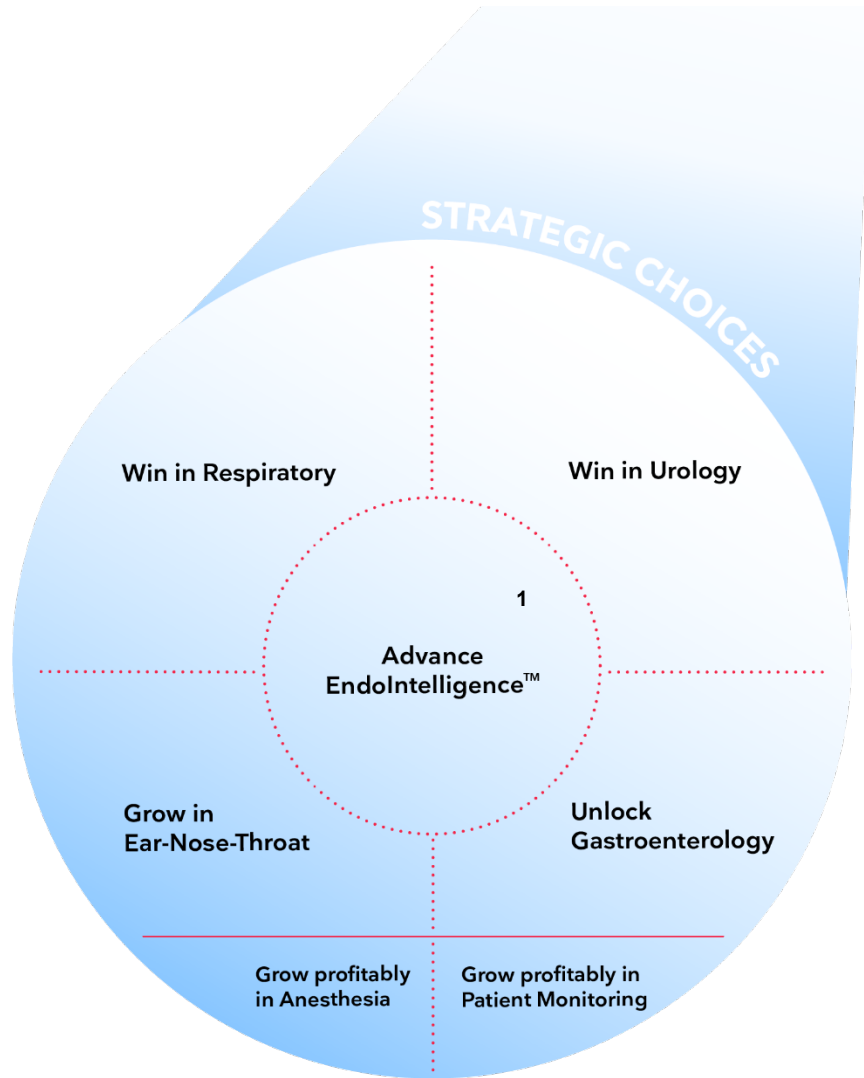 STRATEGIC CHOICES
Win in Respiratory
Win in Urology
1
Advance
EndoIntelligence™
Grow in
Ear-Nose-Throat
Unlock
Gastroenterology
Grow profitably
in Anesthesia
Grow profitably in
Patient Monitoring